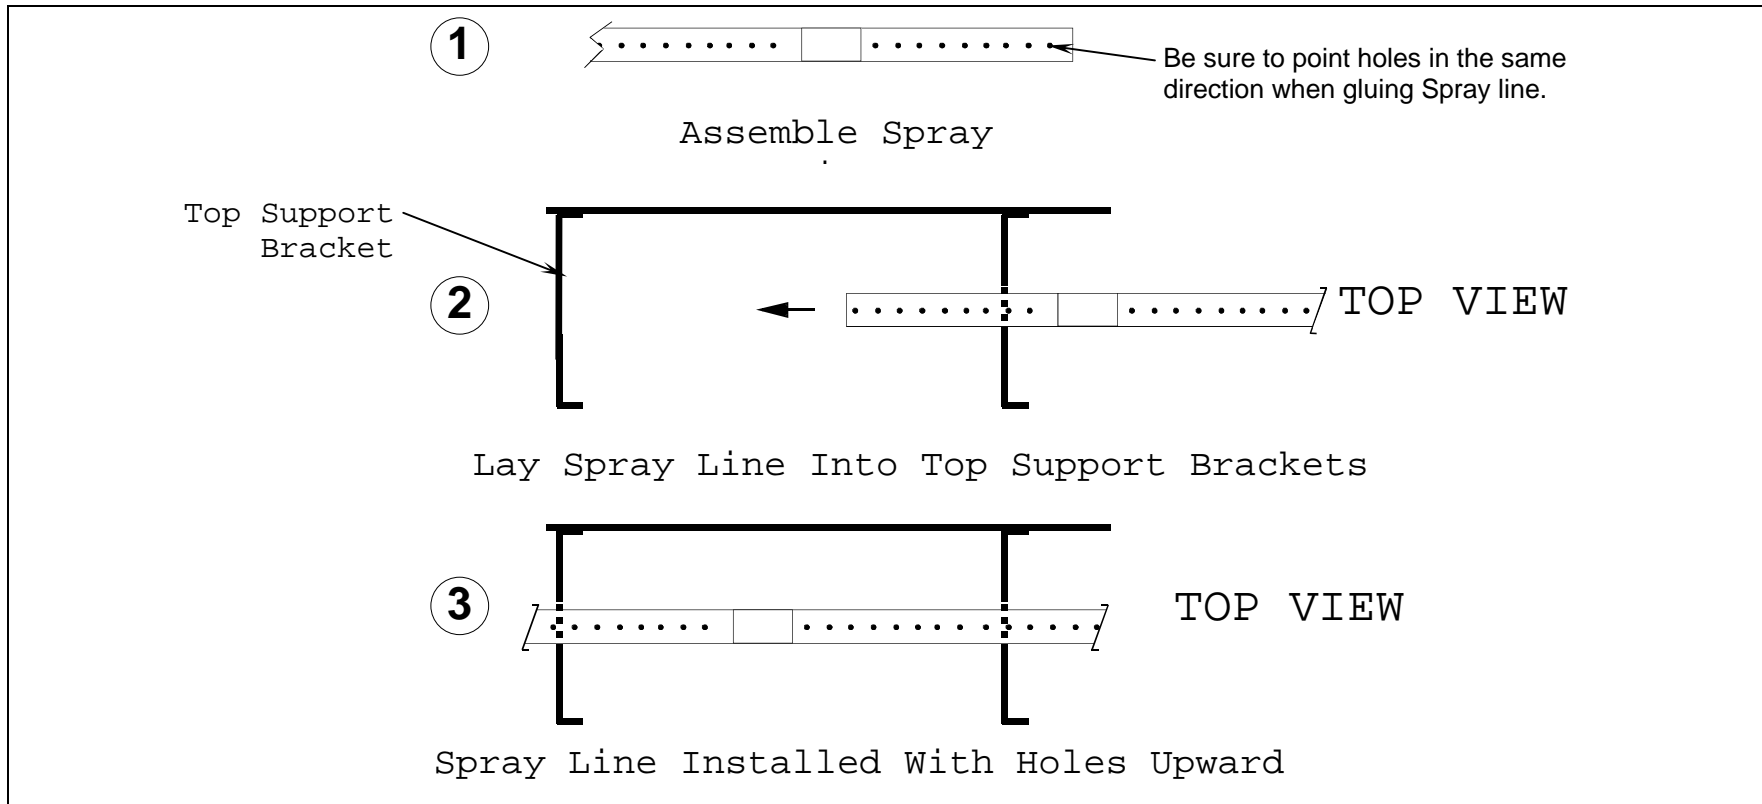 1
Be sure to point holes in the same
direction when gluing Spray line.
Assemble Spray
.
Top Support
Bracket
2
TOP VIEW
Lay Spray Line Into Top Support Brackets
3
TOP VIEW
Spray Line Installed With Holes Upward